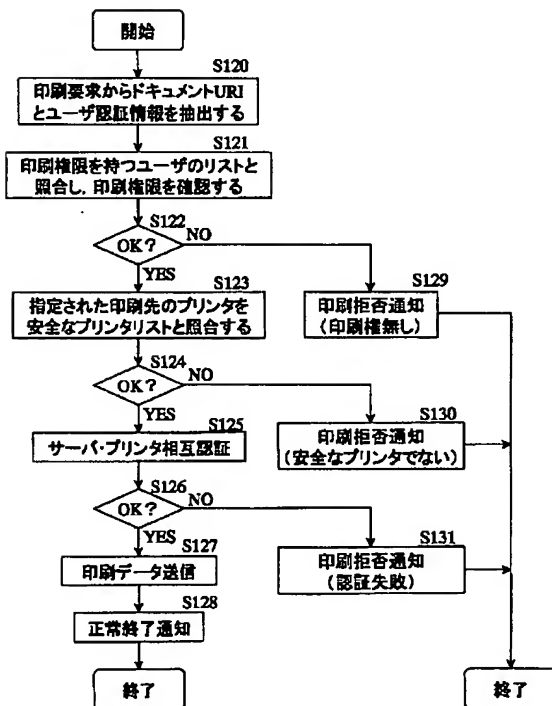 開始
S120
印刷要求からドキュメントURI
とユーザ認証情報を抽出する
S121
印刷権限を持つユーザのリストと
照合し,印刷権限を確認する
S122
OK?
NO
YES
S123
指定された印刷先のプリンタを
安全なプリンタリストと照合する
S129
印刷拒否通知
(印刷権無し)
S124
OK?
NO
YES
S125
サーバ・プリンタ相互認証
S130
印刷拒否通知
(安全なプリンタでない)
S126
OK?
NO
YES
S127
印刷データ送信
S131
印刷拒否通知
(認証失敗)
S128
正常終了通知
終了
終了